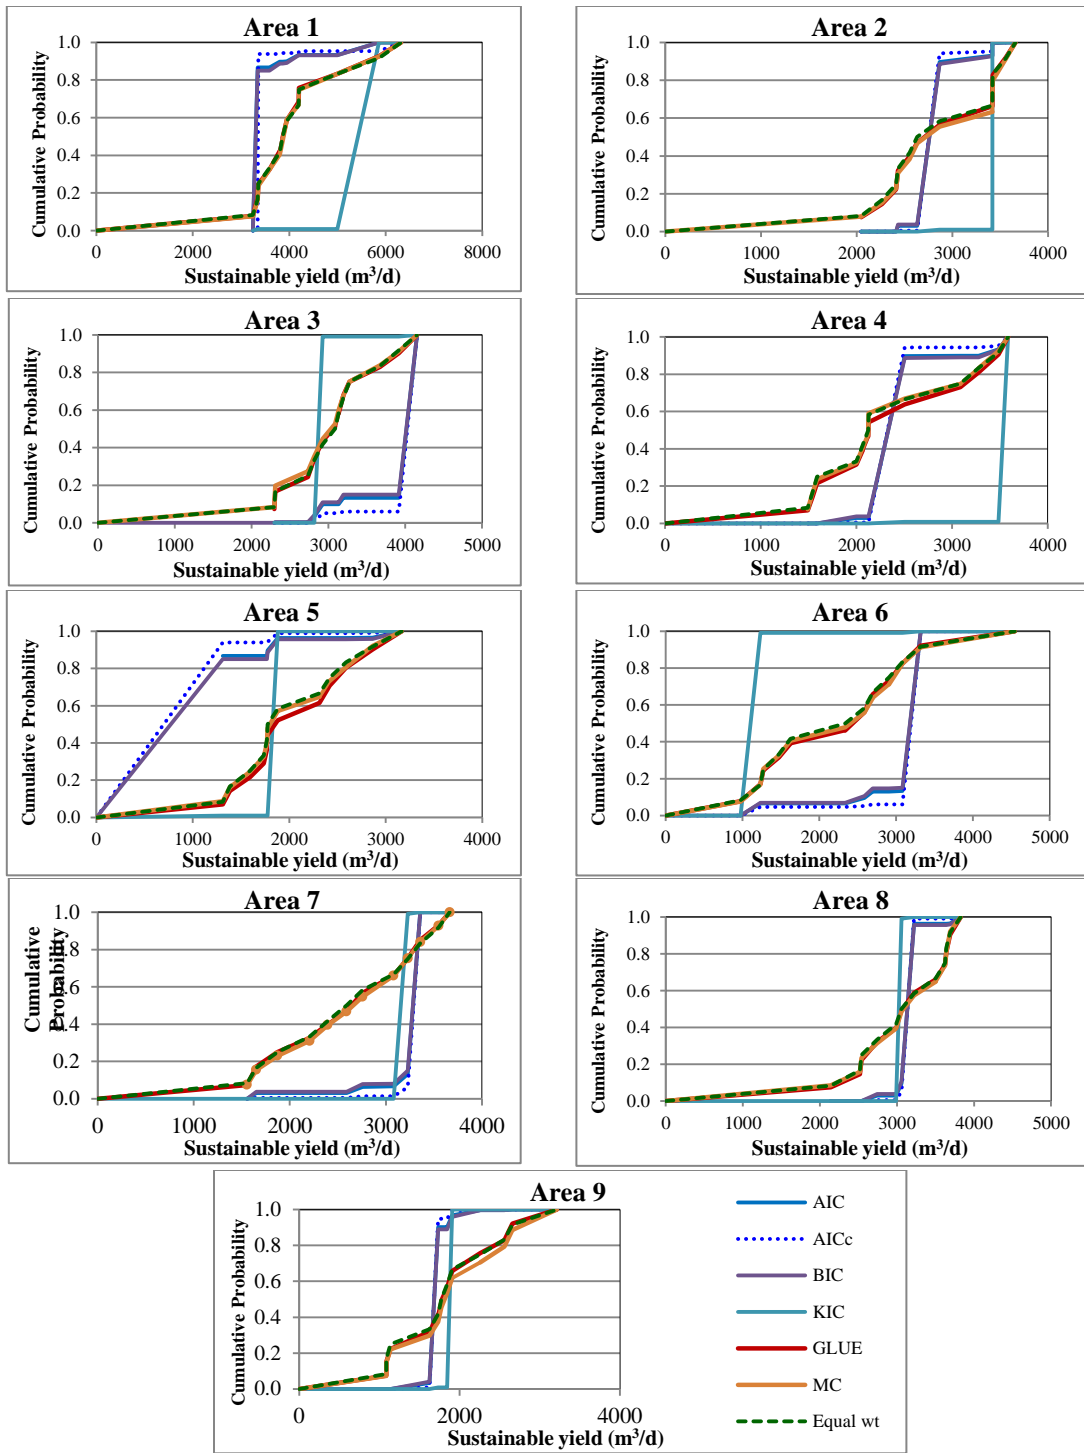 Area 1
Cumulative Probability
1.0
0.8
0.6
0.4
0.2
0.0
0 2000 4000 6000 8000
Sustainable yield (m³/d)
Area 2
Cumulative Probability
1.0
0.8
0.6
0.4
0.2
0.0
0 1000 2000 3000 4000
Sustainable yield (m³/d)
Area 3
Cumulative Probability
1.0
0.8
0.6
0.4
0.2
0.0
0 1000 2000 3000 4000 5000
Sustainable yield (m³/d)
Area 4
Cumulative Probability
1.0
0.8
0.6
0.4
0.2
0.0
0 1000 2000 3000 4000
Sustainable yield (m³/d)
Area 5
Cumulative Probability
1.0
0.8
0.6
0.4
0.2
0.0
0 1000 2000 3000 4000
Sustainable yield (m³/d)
Area 6
Cumulative Probability
1.0
0.8
0.6
0.4
0.2
0.0
0 1000 2000 3000 4000 5000
Sustainable yield (m³/d)
Area 7
Cumulative
Probability
1.0
0.8
0.6
0.4
0.2
0.0
0 1000 2000 3000 4000
Sustainable yield (m³/d)
Area 8
Cumulative Probability
1.0
0.8
0.6
0.4
0.2
0.0
0 1000 2000 3000 4000 5000
Sustainable yield (m³/d)
Area 9
Cumulative Probability
1.0
0.8
0.6
0.4
0.2
0.0
0 2000 4000
Sustainable yield (m³/d)
AIC
AICc
BIC
KIC
GLUE
MC
Equal wt